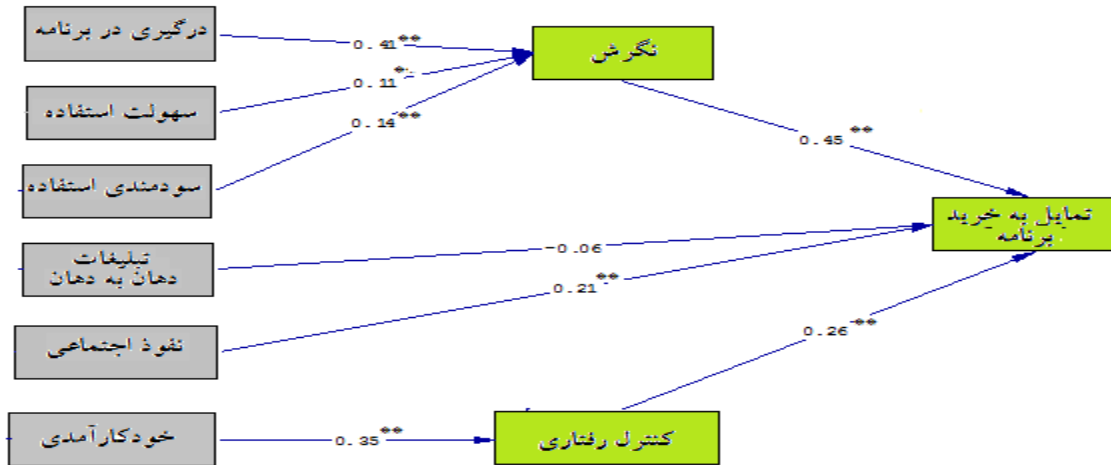 درگیری در برنامه
0.41**
نگرش
سهولت استفاده
0.11*
سودمندی استفاده
0.14**
0.45**
تمایل به خرید
برنامه
تبلیغات
دهان به دهان
-0.06
نفوذ اجتماعی
0.21**
0.26**
خودکارآمدی
0.35**
کنترل رفتاری